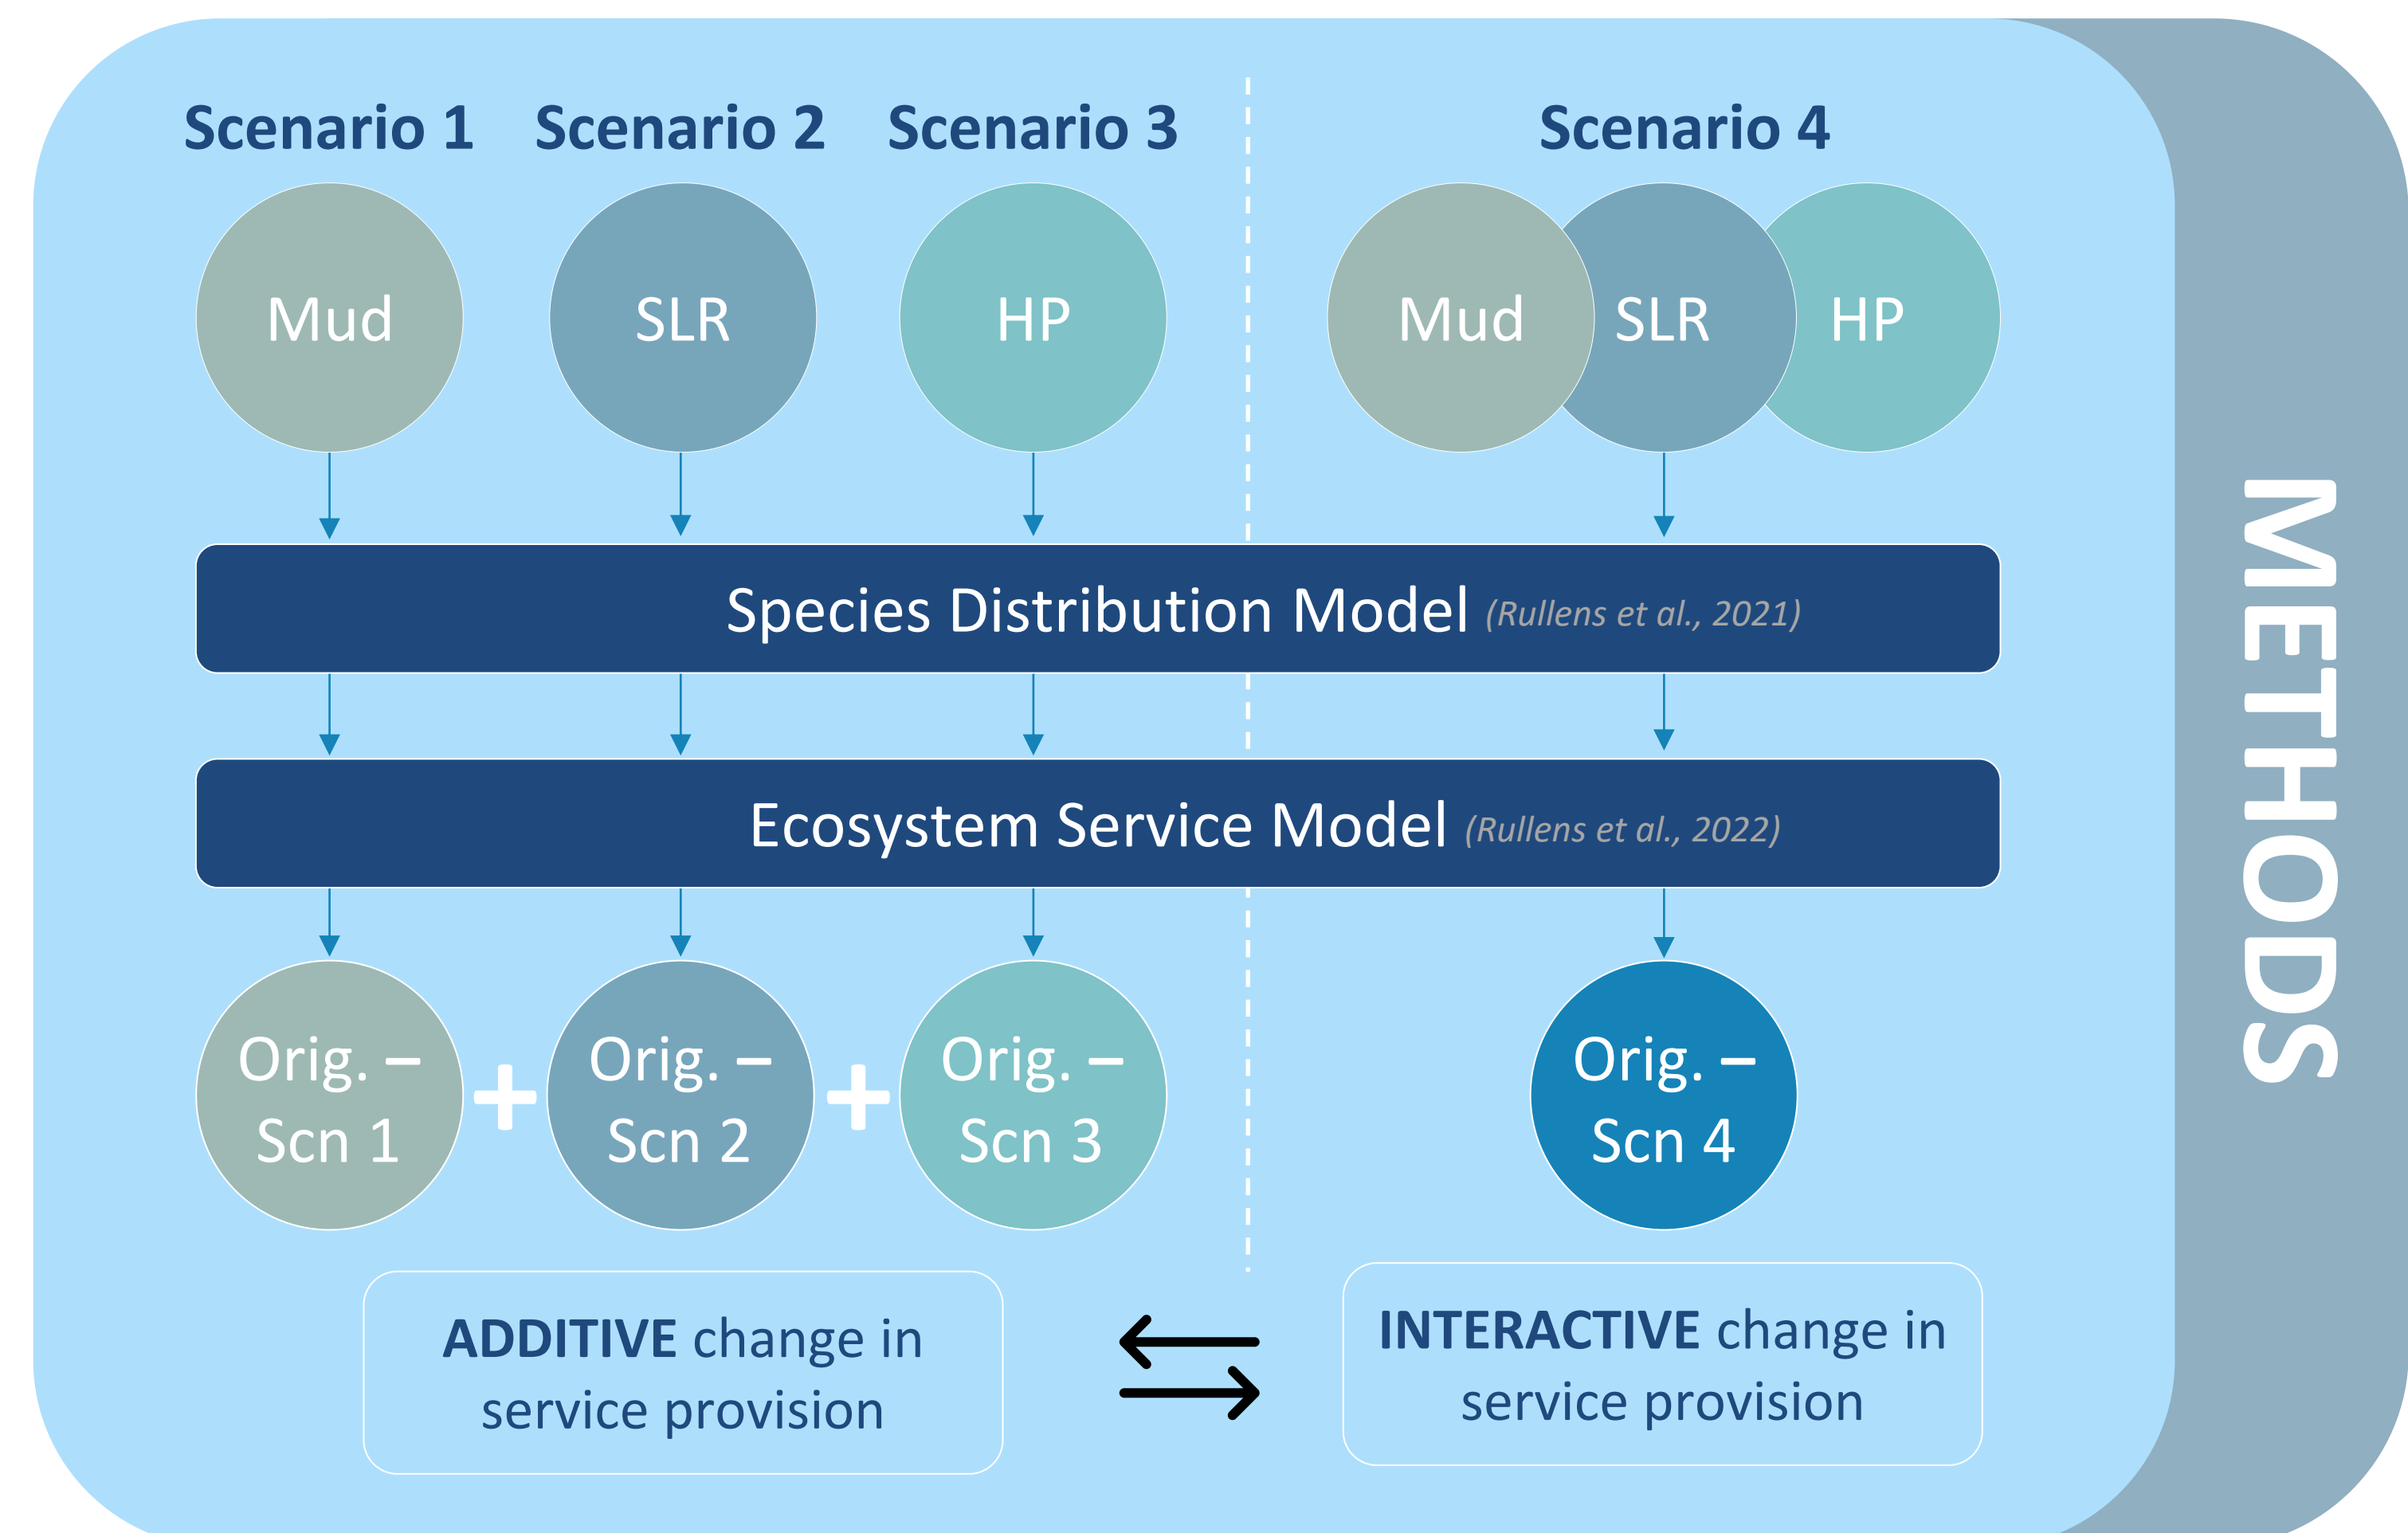 Scenario 1 Scenario 2 Scenario 3 Scenario 4
Mud SLR HP Mud SLR HP
Species Distribution Model (Rullens et al., 2021)
Ecosystem Service Model (Rullens et al., 2022)
Orig. –
Scn 1
+
Orig. –
Scn 2
+
Orig. –
Scn 3
Orig. –
Scn 4
ADDITIVE change in
service provision
INTERACTIVE change in
service provision
METHODS